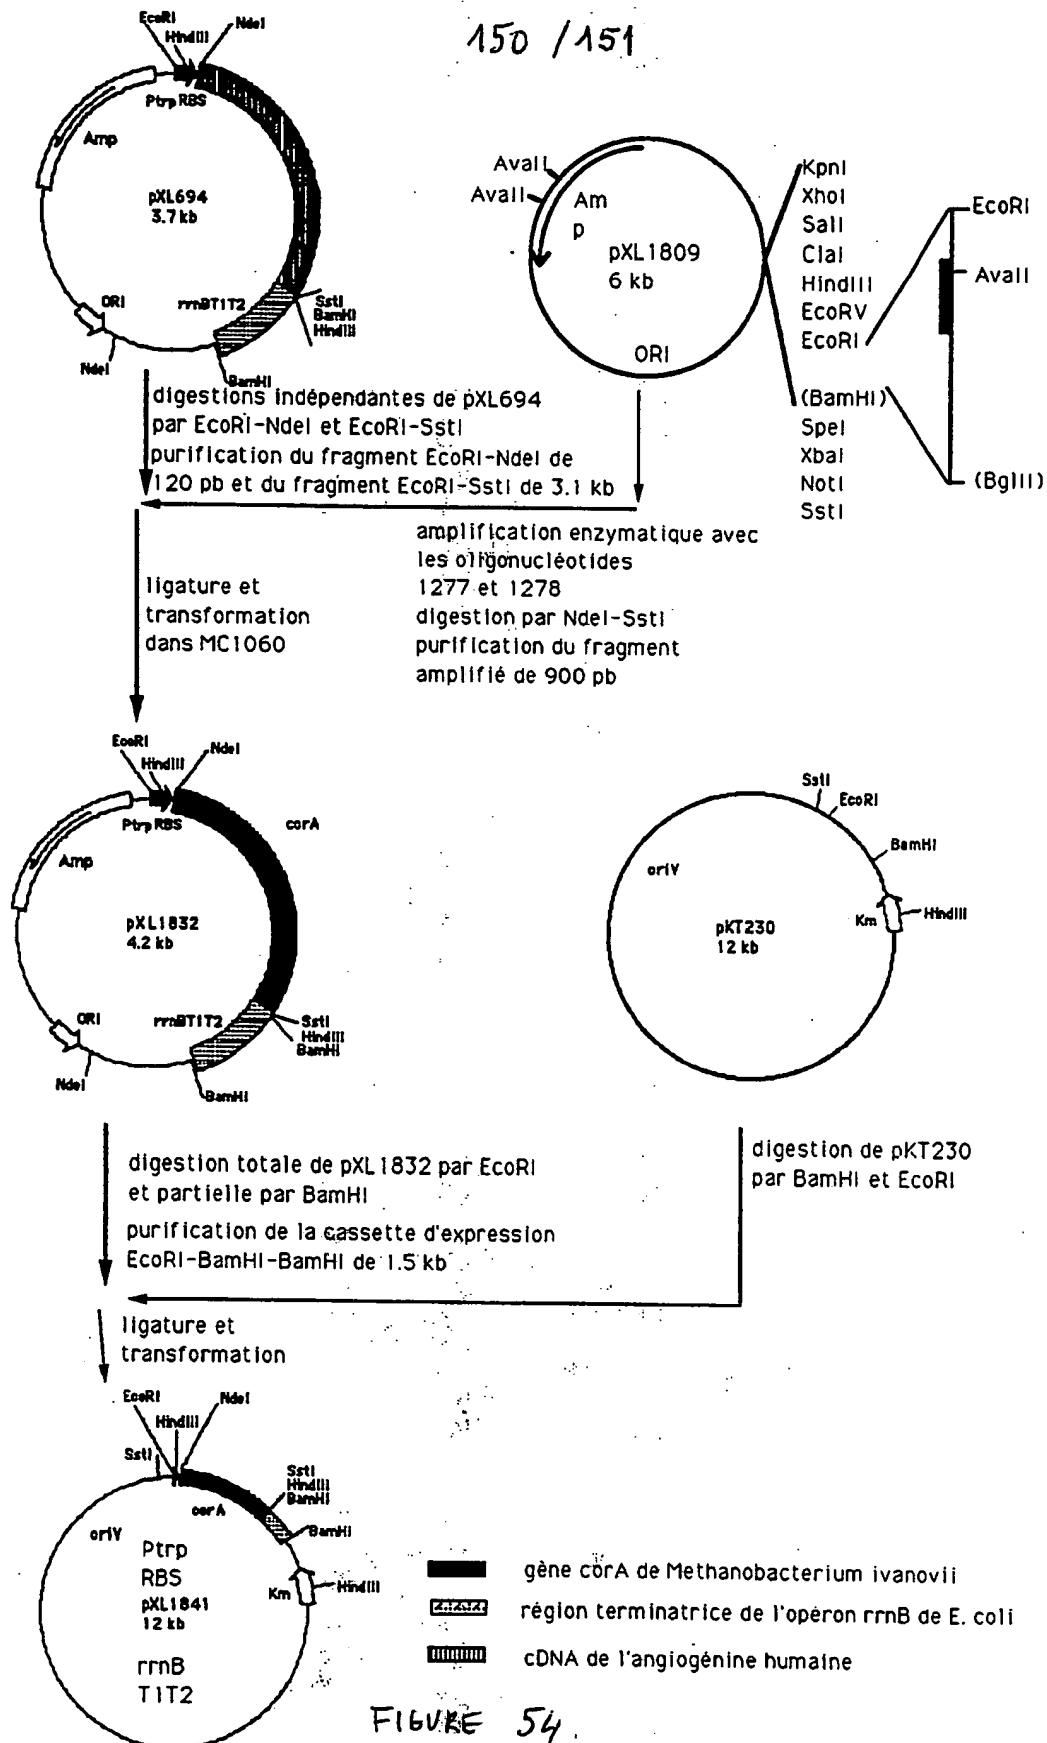 150 / 151
EcoRI
HindIII
NdeI
Ptrp RBS
Amp
pXL694
3.7 kb
ORI
rrnBT1T2
SstI
BamHI
HindIII
NdeI
BamHI
AvaII
AvaII
Am
p
pXL1809
6 kb
ORI
KpnI
XhoI
SalI
ClaI
HindIII
EcoRV
EcoRI
(BamHI)
SpeI
XbaI
NotI
SstI
EcoRI
AvaII
(BglII)
digestions indépendantes de pXL694
par EcoRI-NdeI et EcoRI-SstI
purification du fragment EcoRI-NdeI de
120 pb et du fragment EcoRI-SstI de 3.1 kb
amplification enzymatique avec
les oligonucléotides
1277 et 1278
digestion par NdeI-SstI
purification du fragment
amplifié de 900 pb
ligature et
transformation
dans MC1060
EcoRI
HindIII
NdeI
Ptrp RBS
corA
Amp
pXL1832
4.2 kb
ORI
rrnBT1T2
SstI
HindIII
BamHI
NdeI
BamHI
SstI
EcoRI
BamHI
oriV
Km
HindIII
pKT230
12 kb
digestion totale de pXL1832 par EcoRI
et partielle par BamHI
purification de la cassette d'expression
EcoRI-BamHI-BamHI de 1.5 kb
digestion de pKT230
par BamHI et EcoRI
ligature et
transformation
EcoRI
HindIII
NdeI
SstI
SstI
HindIII
BamHI
corA
BamHI
oriV
Ptrp
RBS
pXL1841
12 kb
rrnB
T1T2
Km
HindIII
gène corA de Methanobacterium ivanovii
région terminatrice de l'opéron rrnB de E. coli
cDNA de l'angiogénine humaine
FIGURE 54.